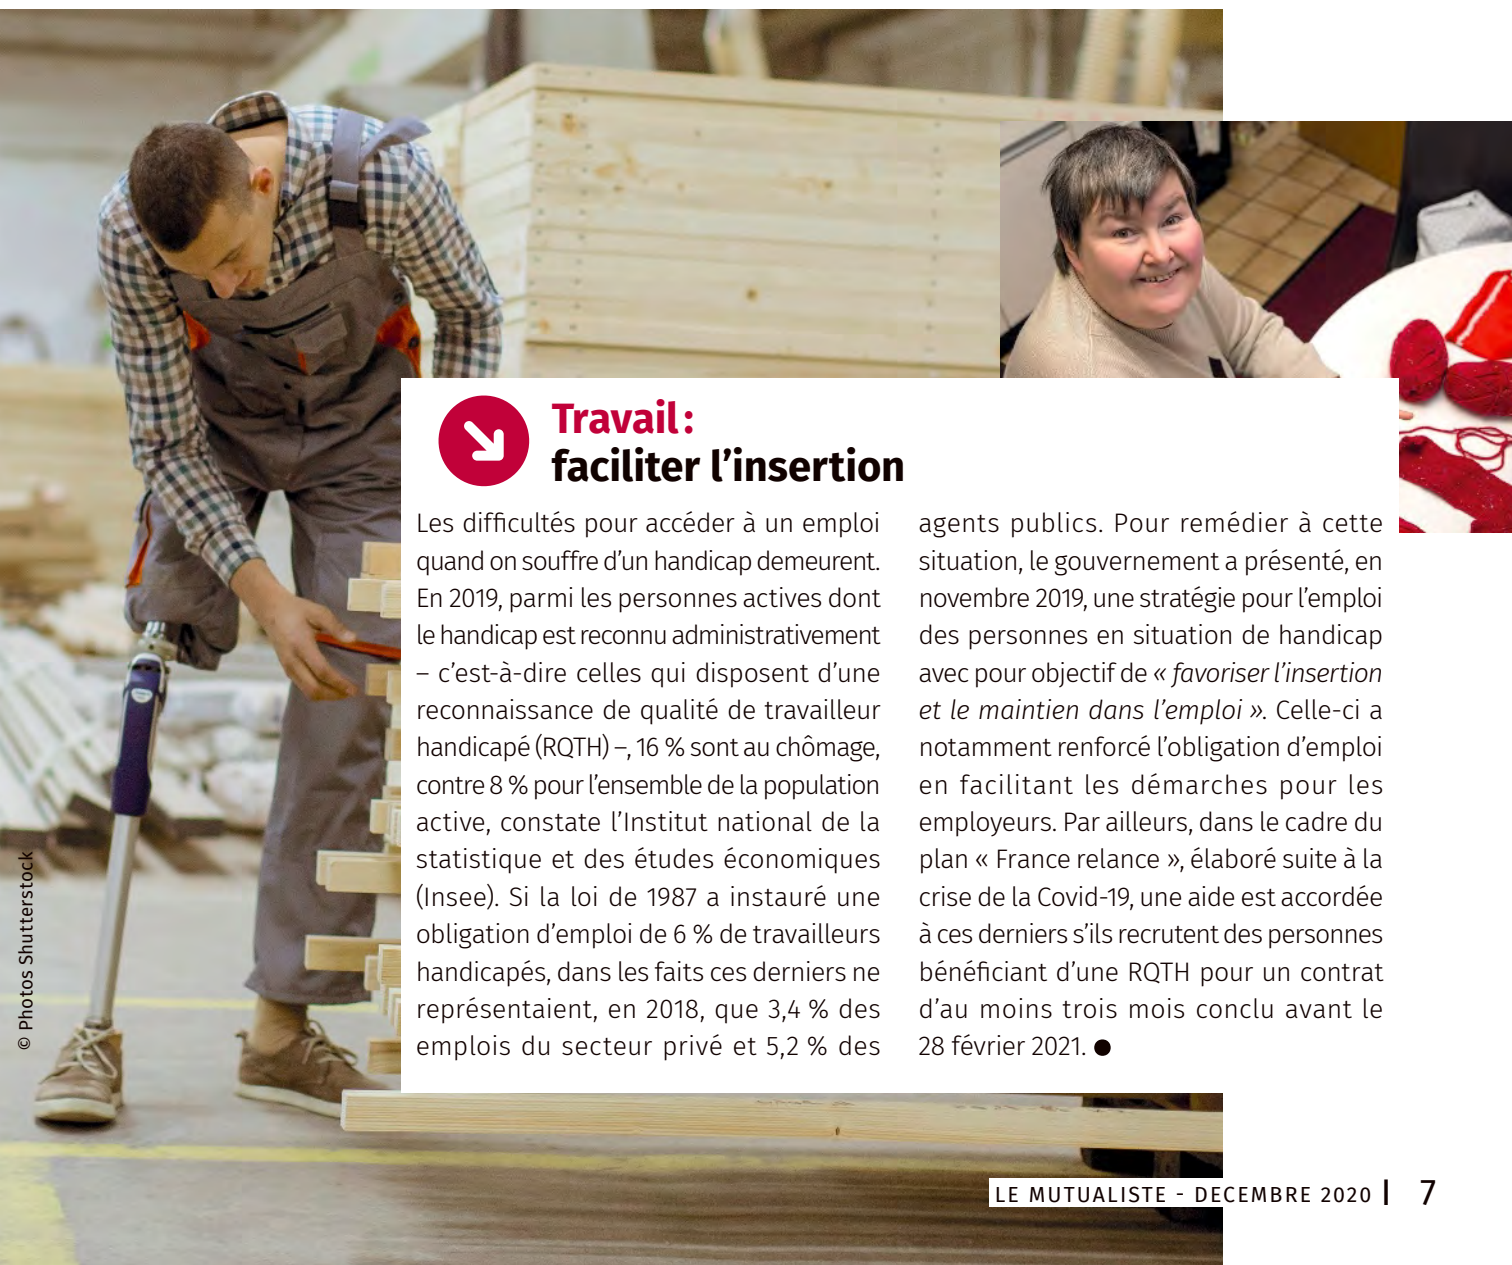 Travail :
faciliter l’insertion
Les difficultés pour accéder à un emploi
quand on souffre d’un handicap demeurent.
En 2019, parmi les personnes actives dont
le handicap est reconnu administrativement
– c’est-à-dire celles qui disposent d’une
reconnaissance de qualité de travailleur
handicapé (RQTH) –, 16 % sont au chômage,
contre 8 % pour l’ensemble de la population
active, constate l’Institut national de la
statistique et des études économiques
(Insee). Si la loi de 1987 a instauré une
obligation d’emploi de 6 % de travailleurs
handicapés, dans les faits ces derniers ne
représentaient, en 2018, que 3,4 % des
emplois du secteur privé et 5,2 % des
agents publics. Pour remédier à cette
situation, le gouvernement a présenté, en
novembre 2019, une stratégie pour l’emploi
des personnes en situation de handicap
avec pour objectif de « favoriser l’insertion
et le maintien dans l’emploi ». Celle-ci a
notamment renforcé l’obligation d’emploi
en facilitant les démarches pour les
employeurs. Par ailleurs, dans le cadre du
plan « France relance », élaboré suite à la
crise de la Covid-19, une aide est accordée
à ces derniers s’ils recrutent des personnes
bénéficiant d’une RQTH pour un contrat
d’au moins trois mois conclu avant le
28 février 2021. ●
© Photos Shutterstock
LE MUTUALISTE - DECEMBRE 2020 | 7